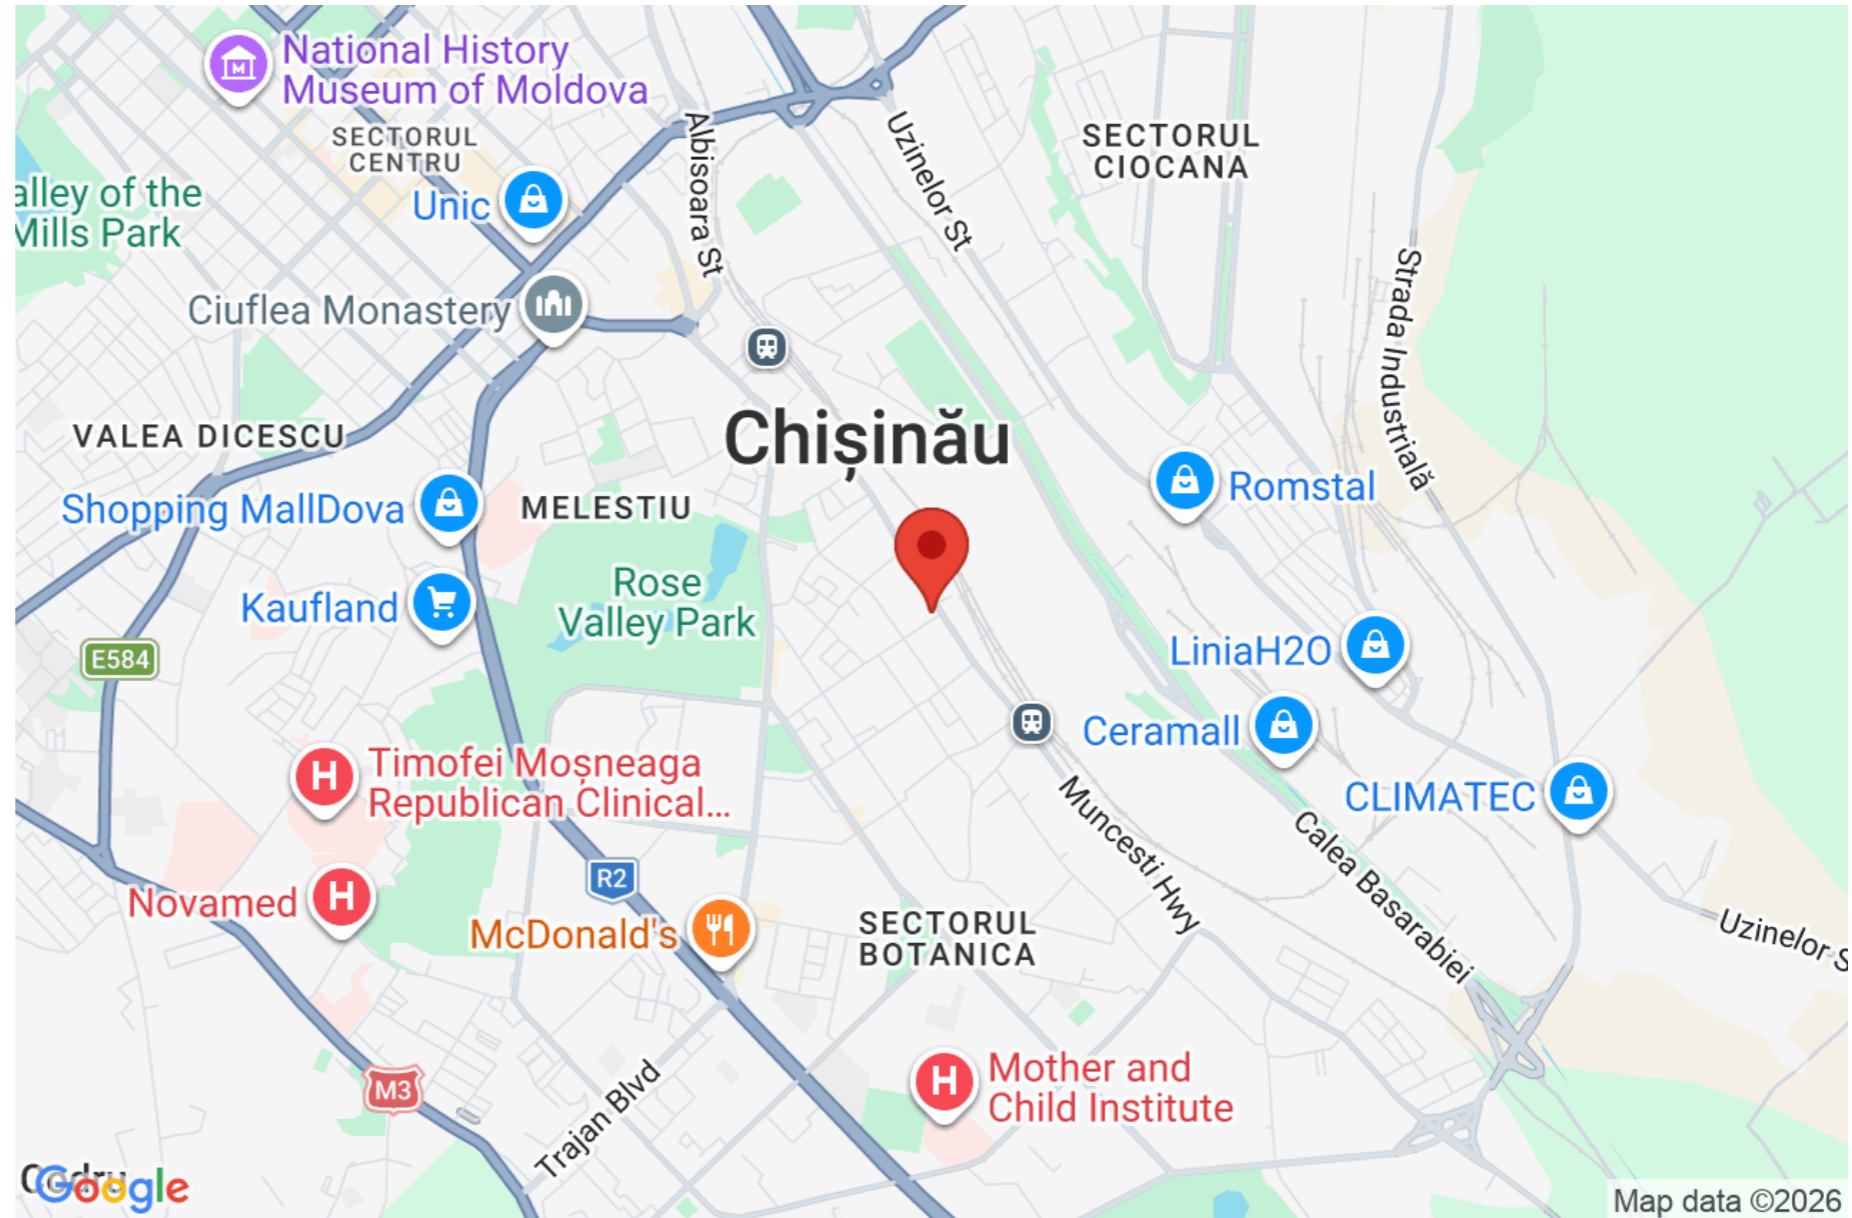 National History
Museum of Moldova
SECTORUL
CENTRU
Albisoara St
Uzinelor St
SECTORUL
CIOCANA
alley of the
Mills Park
Unic
Strada Industrială
Ciuflea Monastery
Chișinău
VALEA DICESCU
Shopping MallDova
MELESTIU
Romstal
Rose
Valley Park
Kaufland
E584
LiniaH2O
Ceramall
Timofei Moșneaga
Republican Clinical...
H
CLIMATEC
Muncesti Hwy
Calea Basarabiei
R2
Novamed
H
McDonald's
SECTORUL
BOTANICA
Uzinelor S
M3
Trajan Blvd
H
Mother and
Child Institute
Google
Map data ©2026
M